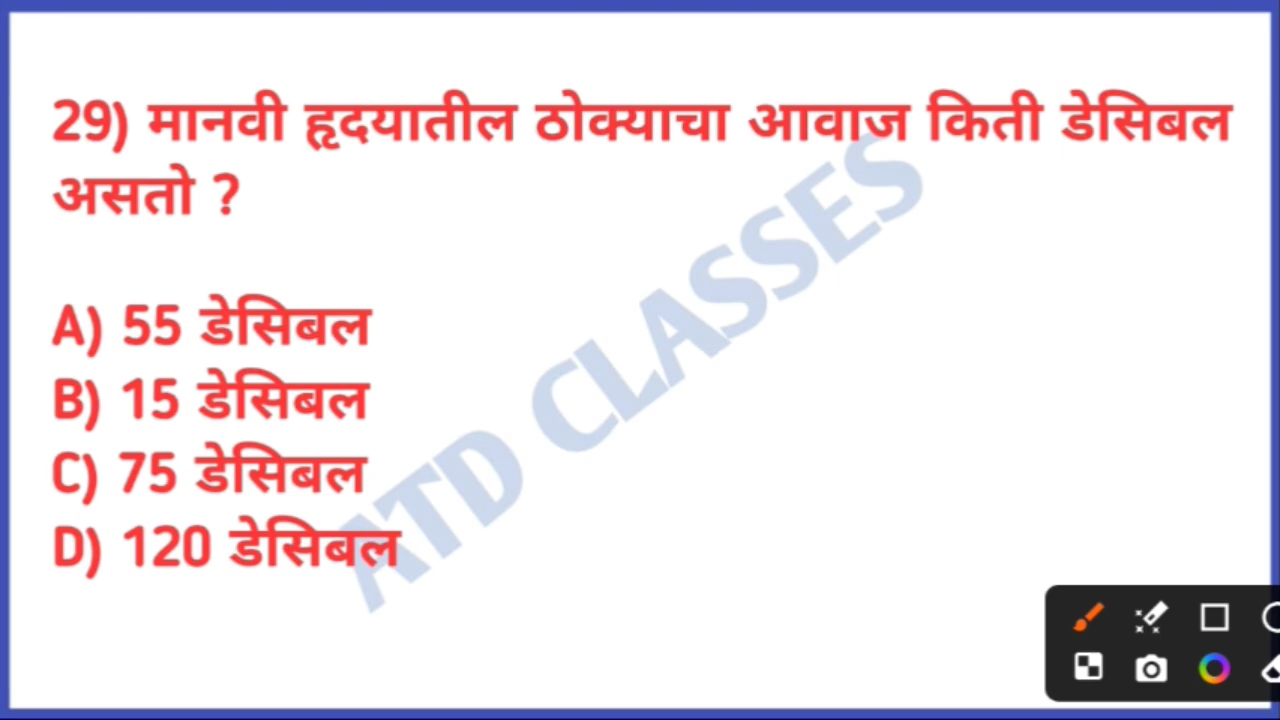 29) मानवी हृदयातील ठोक्याचा आवाज किती डेसिबल
असतो ?
A) 55 डेसिबल
B) 15 डेसिबल
C) 75 डेसिबल
D) 120 डेसिबल
ATD CLASSES